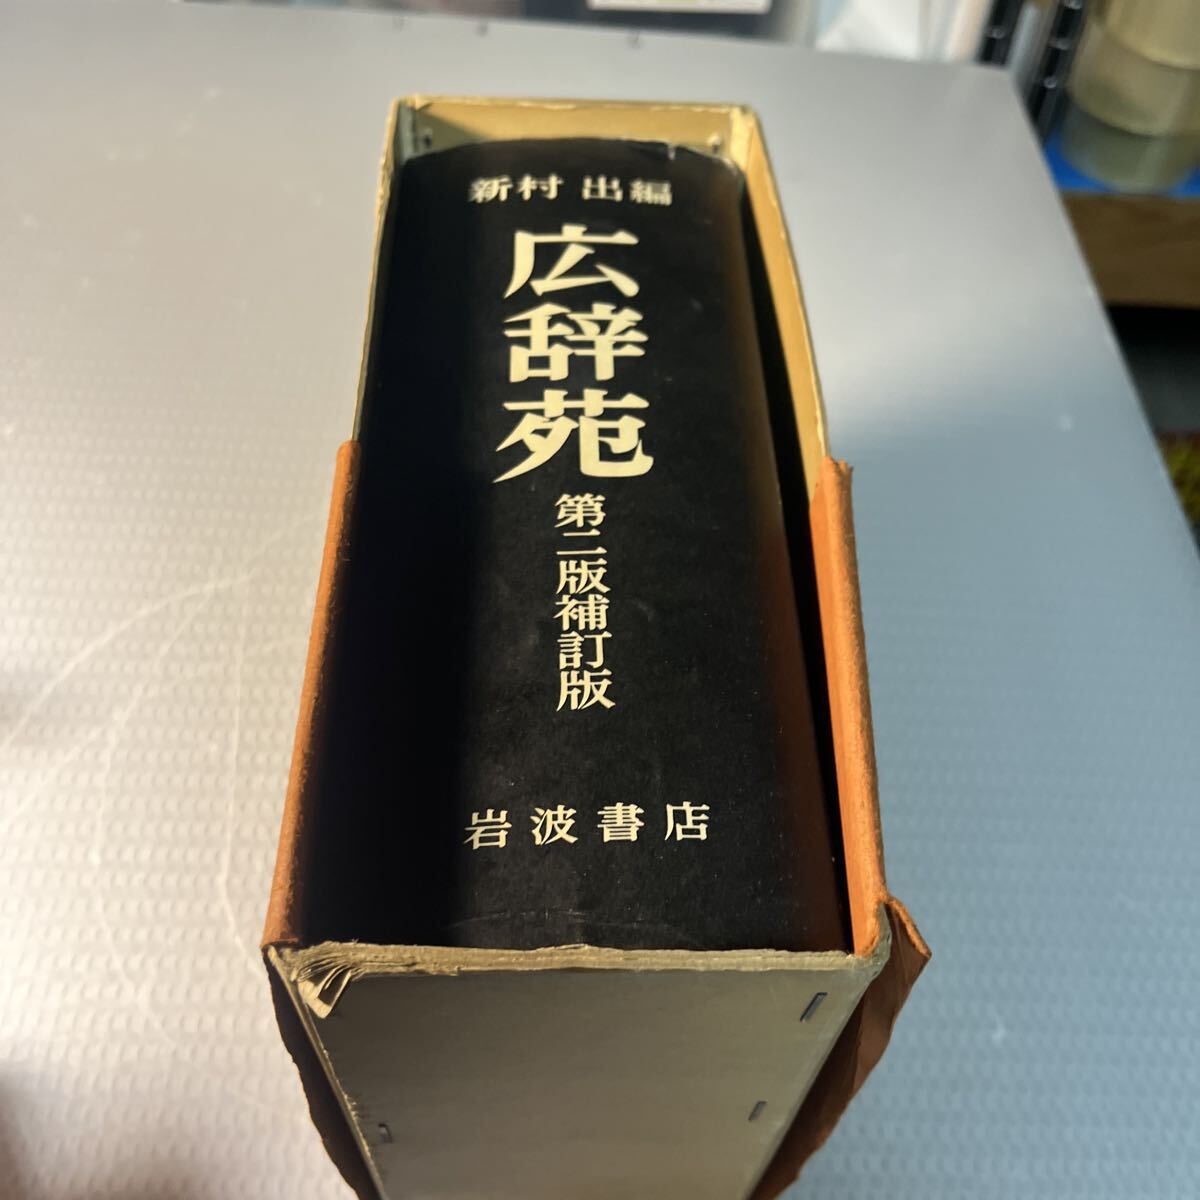 新村 出編
広辞苑
第二版補訂版
岩波書店